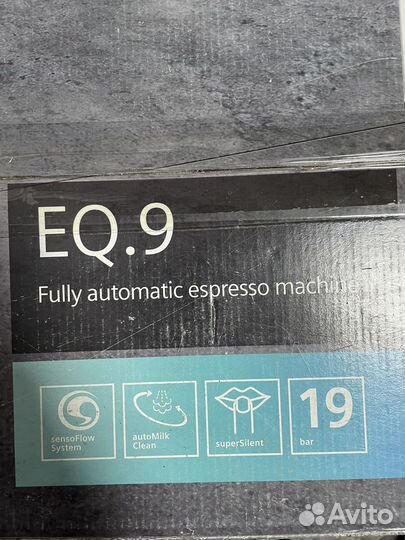 EQ.9
Fully automatic espresso machine
sensoFlow
System
autoMilk
Clean
superSilent
19
bar
Avito